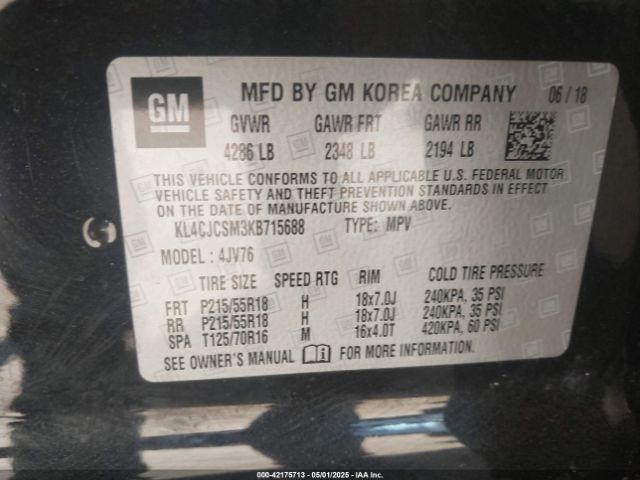 GM
MFD BY GM KOREA COMPANY 06 / 18
GVWR GAWR FRT GAWR RR
4286 LB 2348 LB 2194 LB
THIS VEHICLE CONFORMS TO ALL APPLICABLE U.S. FEDERAL MOTOR
VEHICLE SAFETY AND THEFT PREVENTION STANDARDS IN EFFECT
ON THE DATE OF MANUFACTURE SHOWN ABOVE.
KL4CJCSM3KB715688 TYPE: MPV
MODEL : 4JV76
TIRE SIZE SPEED RTG RIM COLD TIRE PRESSURE
FRT P215/55R18 H 18x7.0J 240KPA, 35 PSI
RR P215/55R18 H 18x7.0J 240KPA, 35 PSI
SPA T125/70R16 M 16x4.0T 420KPA, 60 PSI
SEE OWNER'S MANUAL FOR MORE INFORMATION.
000-42175713 - 05/01/2025 - IAA Inc.